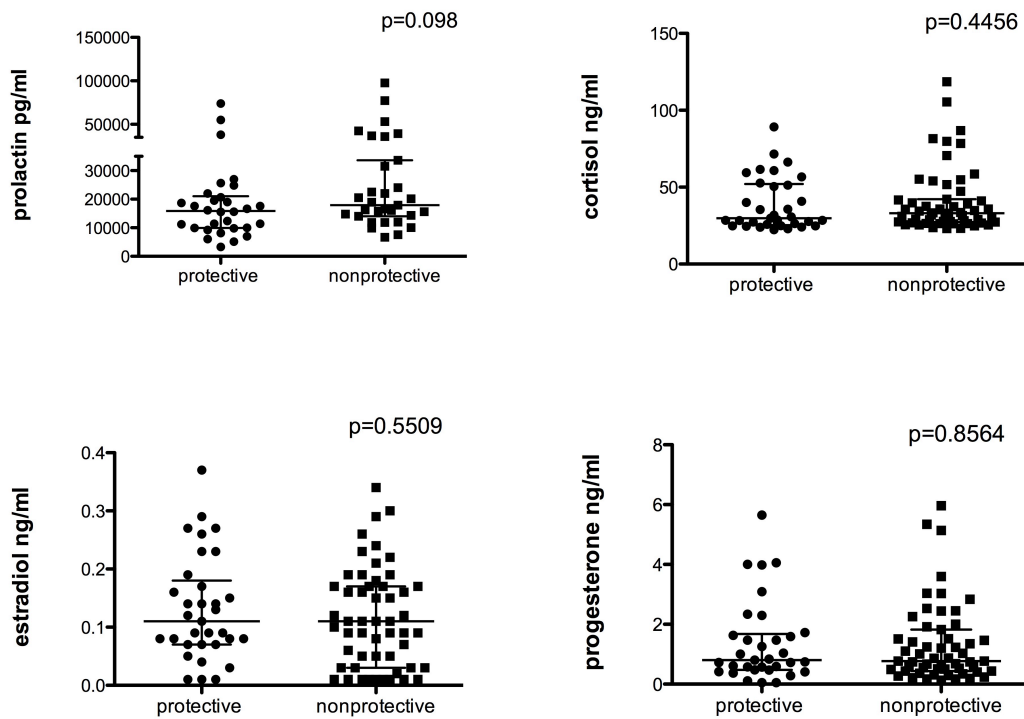 p=0.098
prolactin pg/ml
150000
100000
50000
30000
20000
10000
0
protective
nonprotective
p=0.4456
cortisol ng/ml
150
100
50
0
protective
nonprotective
p=0.5509
estradiol ng/ml
0.4
0.3
0.2
0.1
0.0
protective
nonprotective
p=0.8564
progesterone ng/ml
8
6
4
2
0
protective
nonprotective